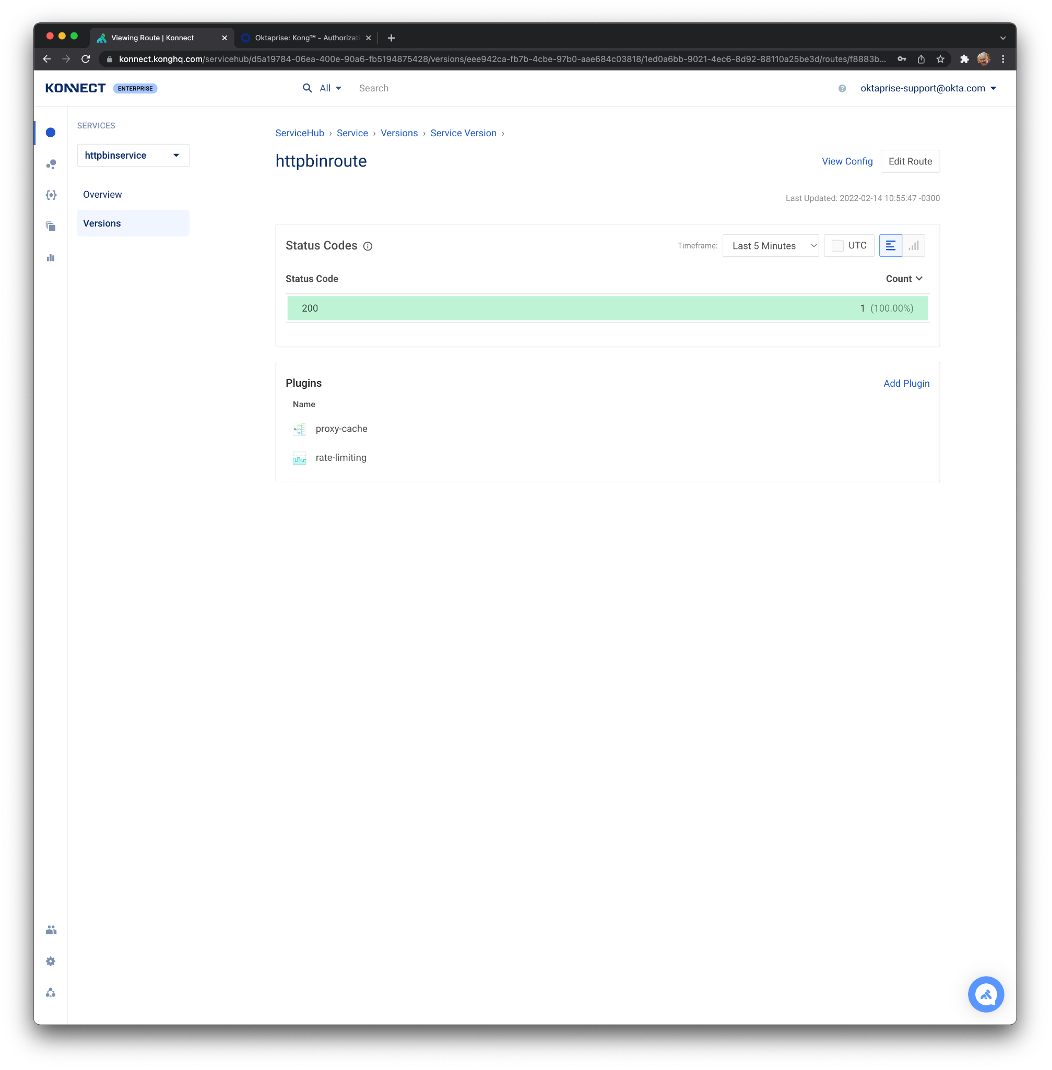 Viewing Route | Konnect
Oktaprise: Kong™ - Authorizati
connect.konghq.com/servicehub/d5a19784-06ea-400e-90a6-fb5194875428/versions/eee942ca-fb7b-4cbe-97b0-aae684c03818/1ed0a6bb-9021-4ec6-8d92-88110a25be3d/routes/f8883b...
KONNECT ENTERPRISE
All
Search
oktaprise-support@okta.com
SERVICES
httpbinservice
Overview
Versions
ServiceHub › Service › Versions › Service Version ›
httpbinroute
View Config
Edit Route
Last Updated: 2022-02-14 10:55:47 -0300
Status Codes
Timeframe:
Last 5 Minutes
UTC
Status Code
Count
200
1 (100.00%)
Plugins
Add Plugin
Name
proxy-cache
rate-limiting